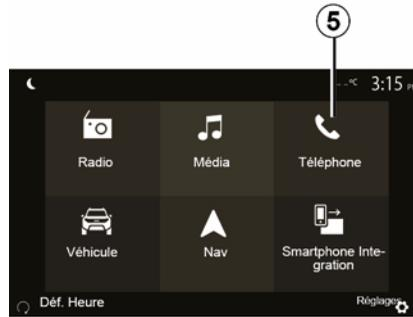 5
--°C 3:15
Radio
Média
Téléphone
Véhicule
Nav
Smartphone Inte-
gration
Déf. Heure
Réglages